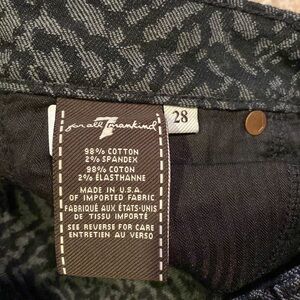 for all 7 mankind
28
98% COTTON
2% SPANDEX
98% COTON
2% ÉLASTHANNE
MADE IN U.S.A.
OF IMPORTED FABRIC
FABRIQUÉ AUX ÉTATS-UNIS
DE TISSU IMPORTÉ
SEE REVERSE FOR CARE
ENTRETIEN AU VERSO